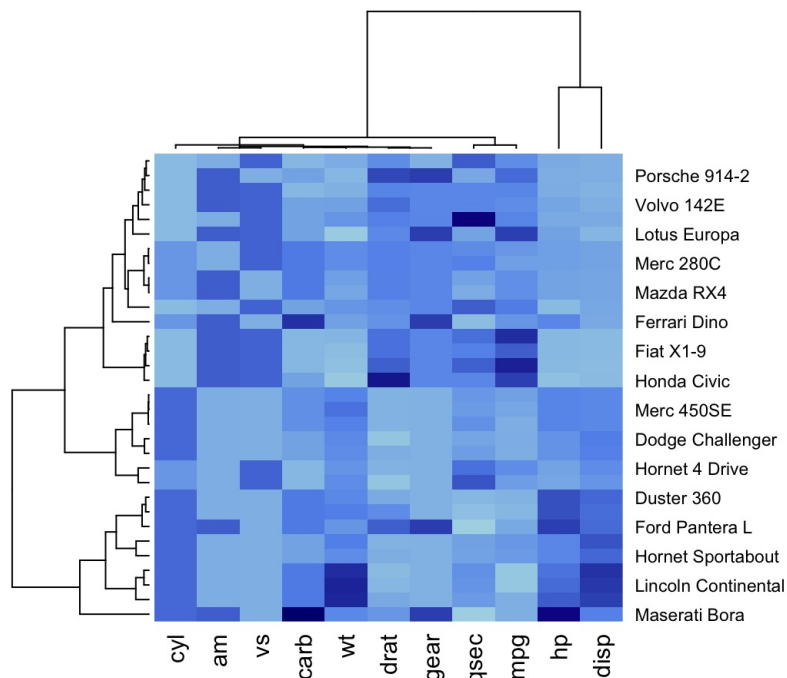 Porsche 914-2
Volvo 142E
Lotus Europa
Merc 280C
Mazda RX4
Ferrari Dino
Fiat X1-9
Honda Civic
Merc 450SE
Dodge Challenger
Hornet 4 Drive
Duster 360
Ford Pantera L
Hornet Sportabout
Lincoln Continental
Maserati Bora
cyl
am
vs
carb
wt
drat
gear
qsec
mpg
hp
disp